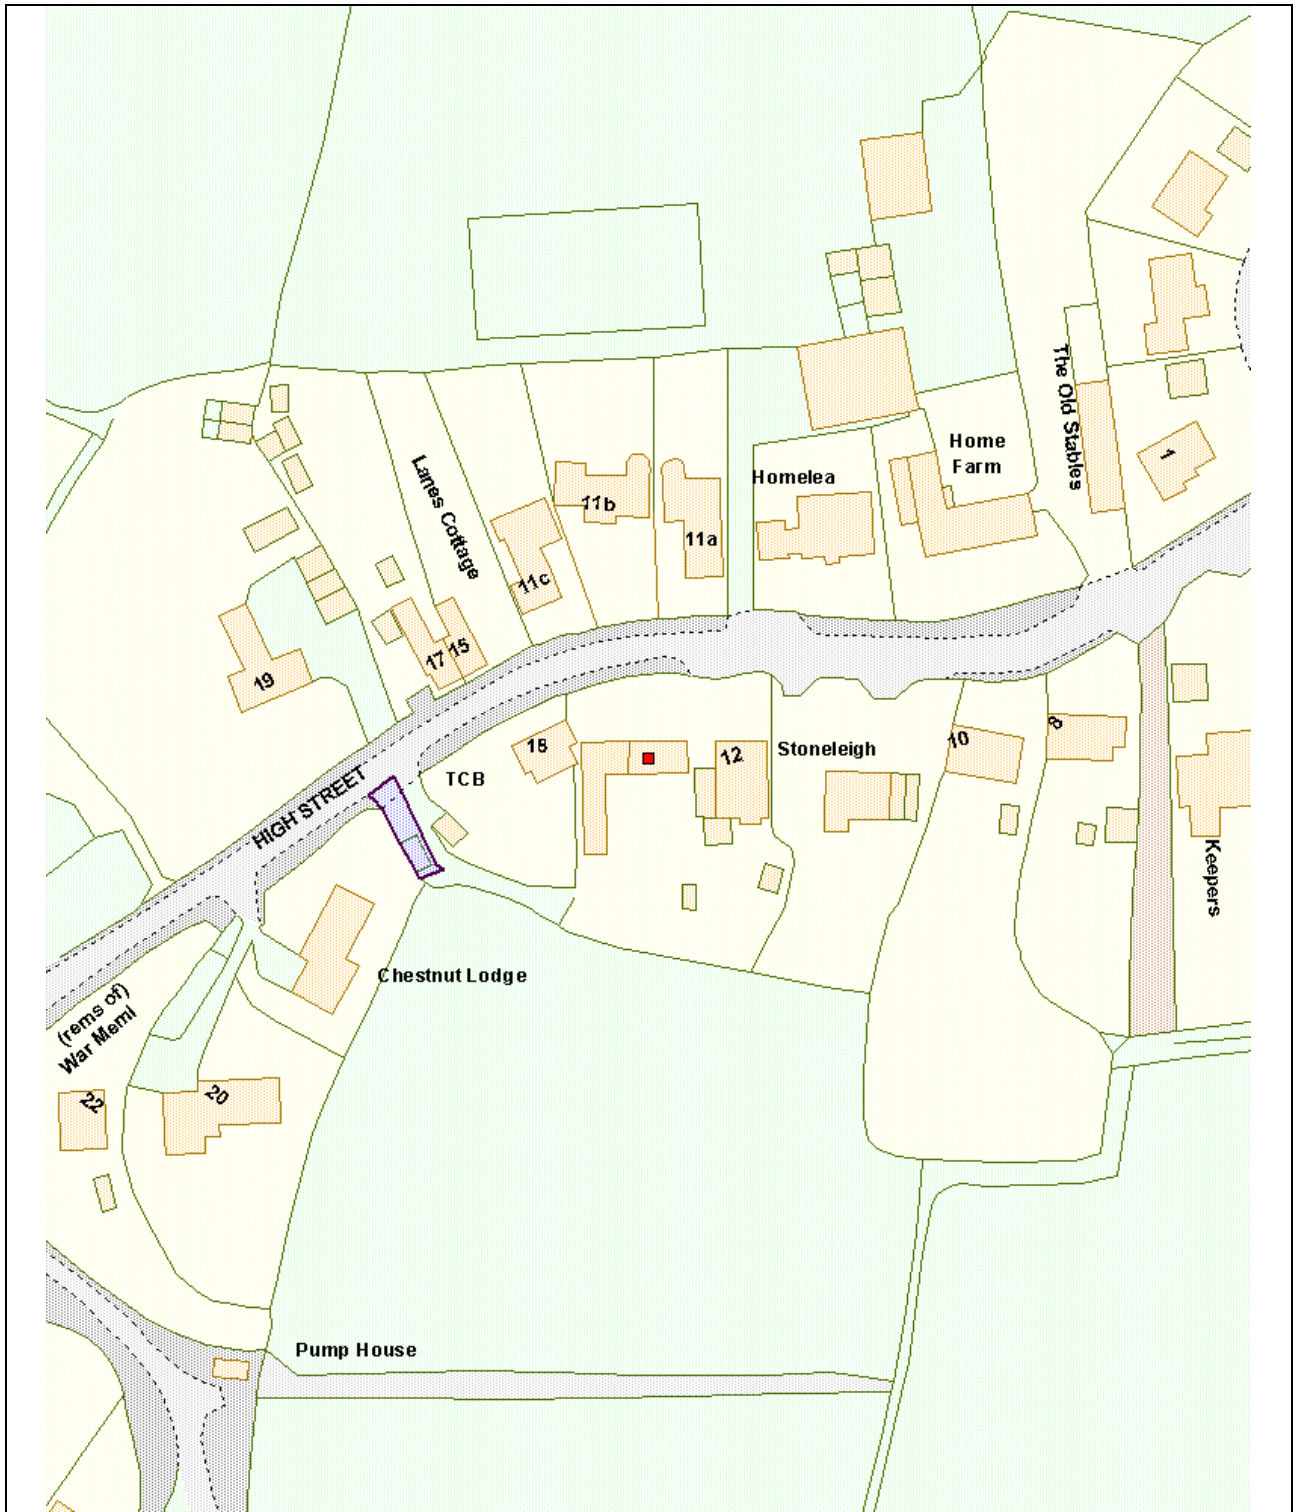 The Old Stables
1
Home
Farm
Homelea
Lanes Cottage
11b
11a
11c
15
17
19
18
TCB
12
Stoneleigh
10
8
HIGH STREET
Keepers
Chestnut Lodge
(rems of)
War Meml
22
20
Pump House